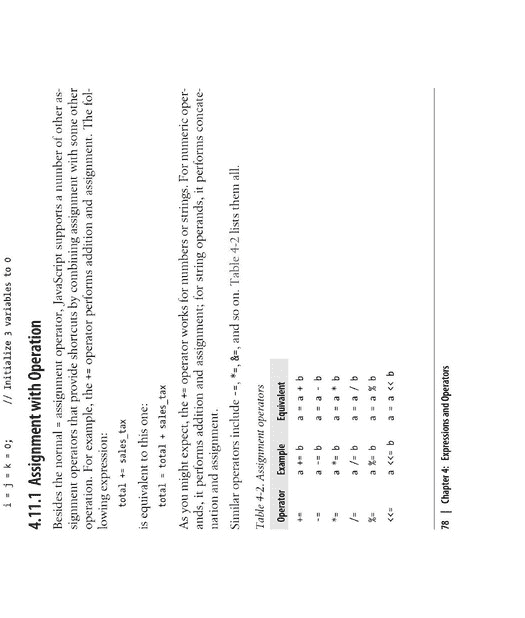 i = j = k = 0;       // Initialize 3 variables to 0
4.11.1 Assignment with Operation
Besides the normal = assignment operator, JavaScript supports a number of other as-
signment operators that provide shortcuts by combining assignment with some other
operation. For example, the += operator performs addition and assignment. The fol-
lowing expression:
total += sales_tax
is equivalent to this one:
total = total + sales_tax
As you might expect, the += operator works for numbers or strings. For numeric oper-
ands, it performs addition and assignment; for string operands, it performs concate-
nation and assignment.
Similar operators include -=, *=, &=, and so on. Table 4-2 lists them all.
Table 4-2. Assignment operators
Operator Example Equivalent
+= a += b a = a + b
-= a -= b a = a - b
*= a *= b a = a * b
/= a /= b a = a / b
%= a %= b a = a % b
<<= a <<= b a = a << b
78 | Chapter 4: Expressions and Operators